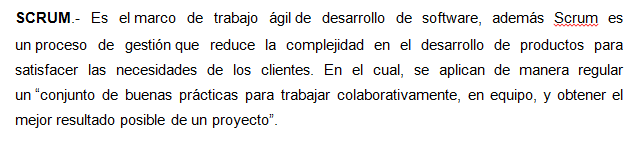 SCRUM.- Es el marco de trabajo ágil de desarrollo de software, además Scrum es
un proceso de gestión que reduce la complejidad en el desarrollo de productos para
satisfacer las necesidades de los clientes. En el cual, se aplican de manera regular
un “conjunto de buenas prácticas para trabajar colaborativamente, en equipo, y obtener el
mejor resultado posible de un proyecto”.